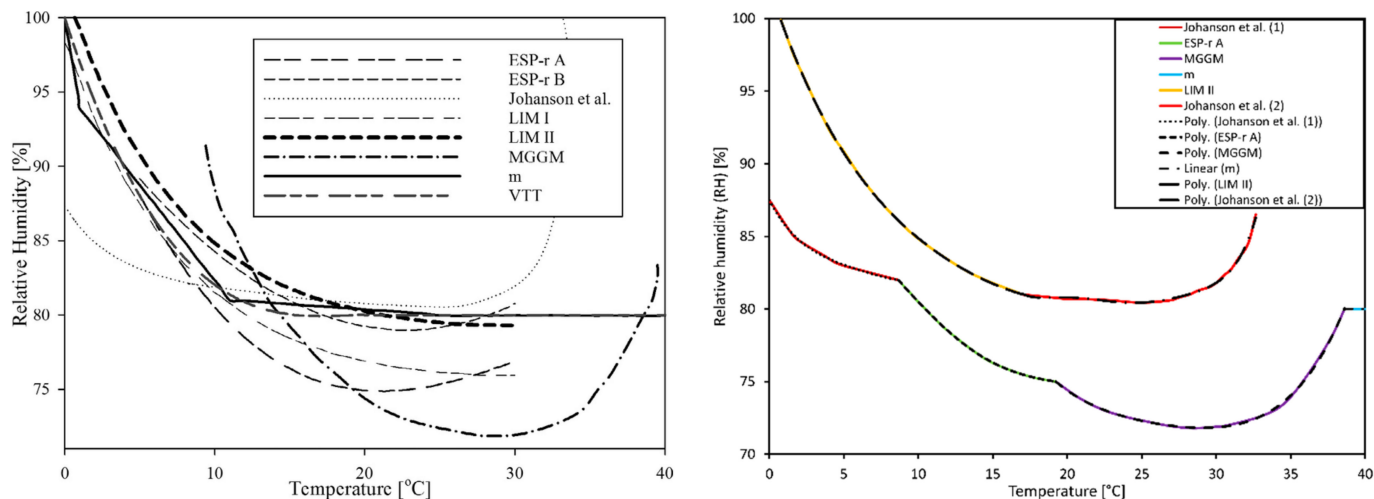 100
95
90
85
80
75
Relative Humidity [%]
ESP-r A
ESP-r B
Johanson et al.
LIM I
LIM II
MGGM
m
VTT
0
10
20
30
40
Temperature [°C]
100
95
90
85
80
75
70
Relative humidity (RH) [%]
Johanson et al. (1)
ESP-r A
MGGM
m
LIM II
Johanson et al. (2)
Poly. (Johanson et al. (1))
Poly. (ESP-r A)
Poly. (MGGM)
Linear (m)
Poly. (LIM II)
Poly. (Johanson et al. (2))
0
5
10
15
20
25
30
35
40
Temperature [°C]